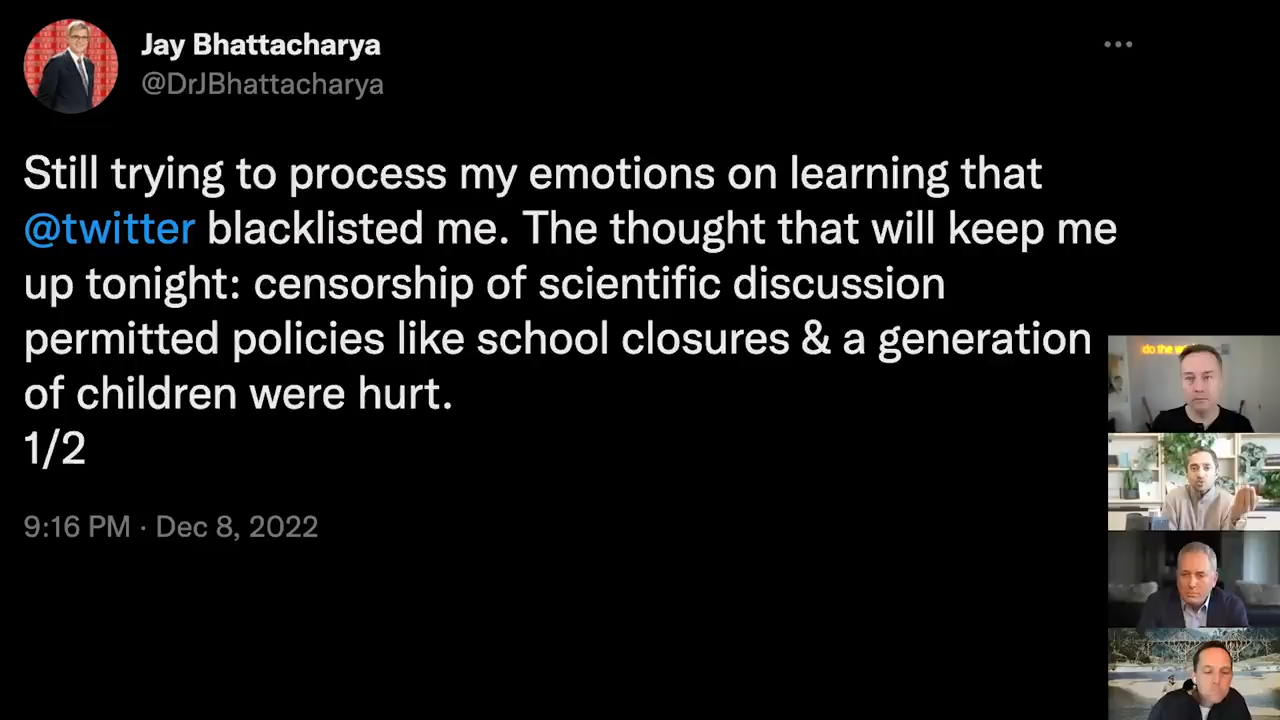 Jay Bhattacharya
@DrJBhattacharya
Still trying to process my emotions on learning that
@twitter blacklisted me. The thought that will keep me
up tonight: censorship of scientific discussion
permitted policies like school closures & a generation
of children were hurt.
1/2
9:16 PM · Dec 8, 2022
do the